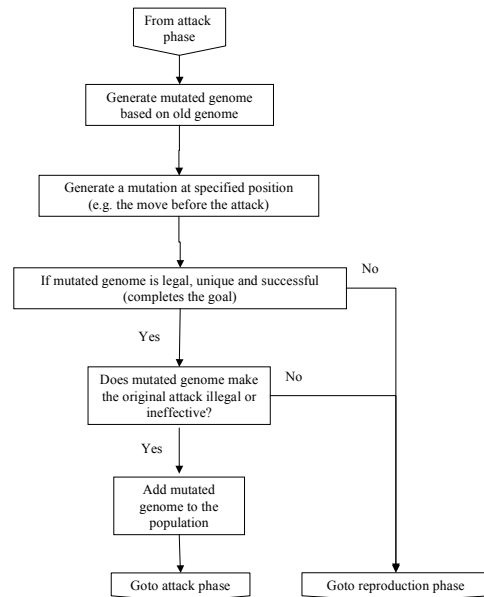 From attack
phase
Generate mutated genome
based on old genome
Generate a mutation at specified position
(e.g. the move before the attack)
If mutated genome is legal, unique and successful
(completes the goal)
No
Yes
Does mutated genome make
the original attack illegal or
ineffective?
No
Yes
Add mutated
genome to the
population
Goto attack phase
Goto reproduction phase